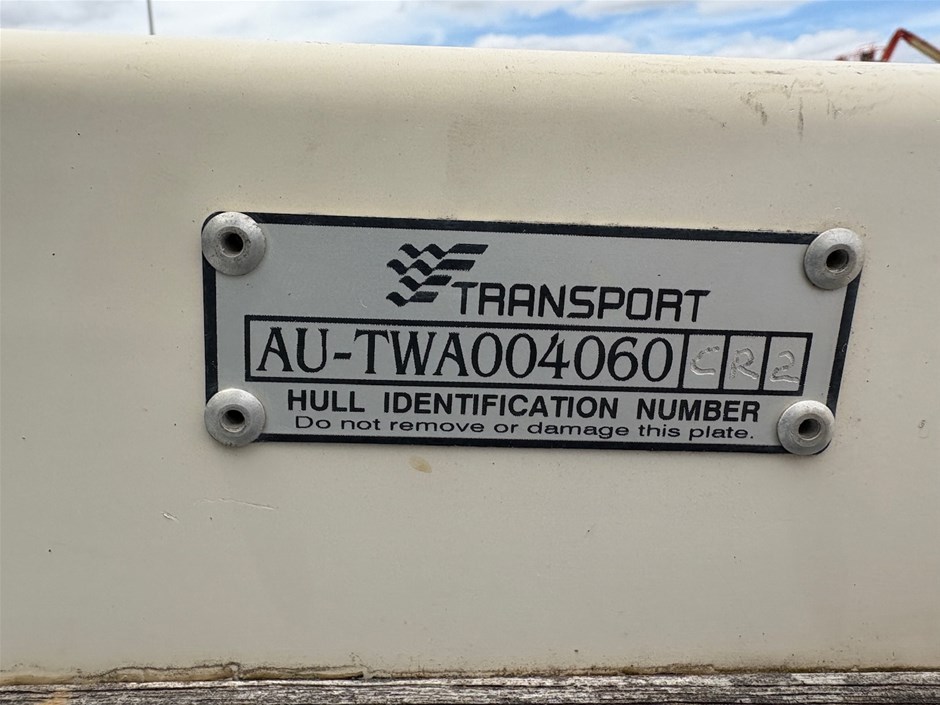 TRANSPORT
AU-TWA004060 CR2
HULL IDENTIFICATION NUMBER
Do not remove or damage this plate.